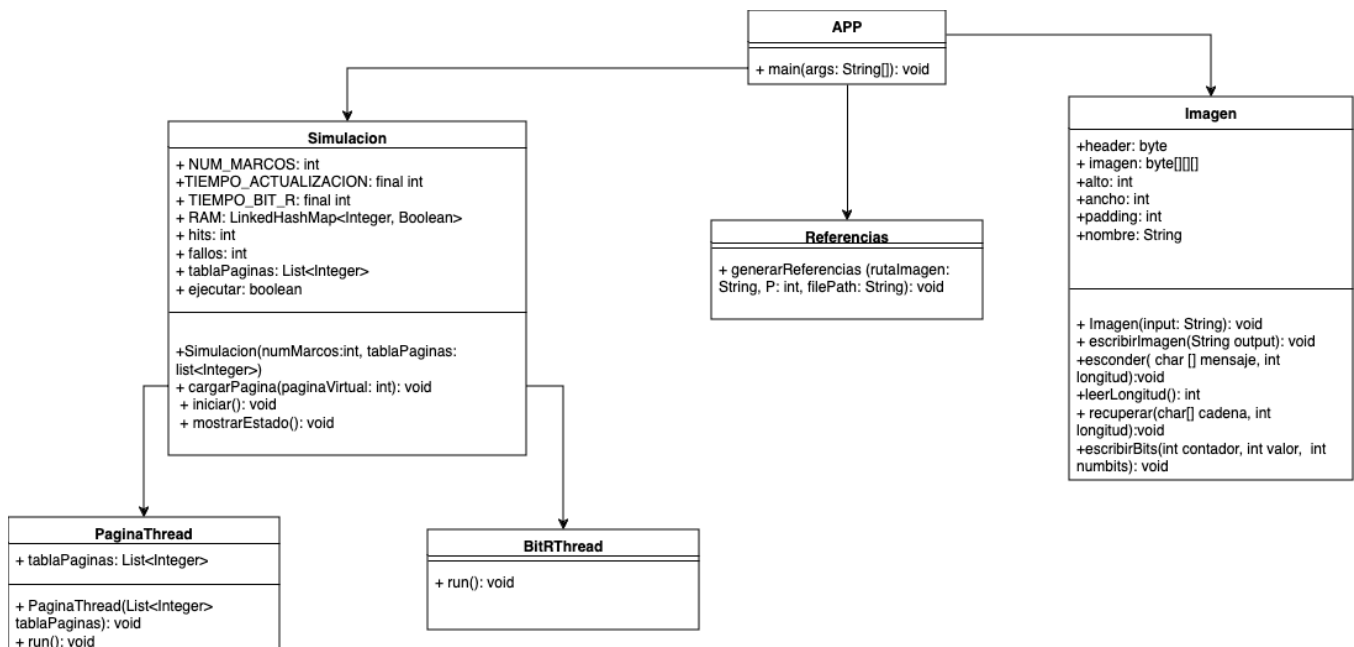 APP
+ main(args: String[]): void
Simulacion
+ NUM_MARCOS: int
+TIEMPO_ACTUALIZACION: final int
+ TIEMPO_BIT_R: final int
+ RAM: LinkedHashMap<Integer, Boolean>
+ hits: int
+ fallos: int
+ tablaPaginas: List<Integer>
+ ejecutar: boolean
+Simulacion(numMarcos:int, tablaPaginas:
list<Integer>)
+ cargarPagina(paginaVirtual: int): void
+ iniciar(): void
+ mostrarEstado(): void
Referencias
+ generarReferencias (rutaImagen:
String, P: int, filePath: String): void
Imagen
+header: byte
+ imagen: byte[][][]
+alto: int
+ancho: int
+padding: int
+nombre: String
+ Imagen(input: String): void
+ escribirImagen(String output): void
+esconder( char [] mensaje, int
longitud):void
+leerLongitud(): int
+ recuperar(char[] cadena, int
longitud):void
+escribirBits(int contador, int valor, int
numbits): void
PaginaThread
+ tablaPaginas: List<Integer>
+ PaginaThread(List<Integer>
tablaPaginas): void
+ run(): void
BitRThread
+ run(): void